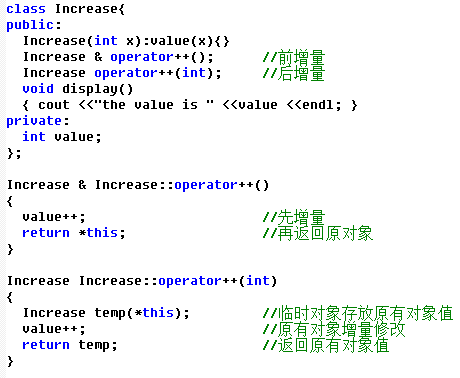 class Increase{
public:
  Increase(int x):value(x){}
  Increase & operator++();      //前增量
  Increase operator++(int);     //后增量
  void display()
  { cout <<"the value is " <<value <<endl; }
private:
  int value;
};

Increase & Increase::operator++()
{
  value++;                      //先增量
  return *this;                 //再返回原对象
}

Increase Increase::operator++(int)
{
  Increase temp(*this);         //临时对象存放原有对象值
  value++;                      //原有对象增量修改
  return temp;                  //返回原有对象值
}